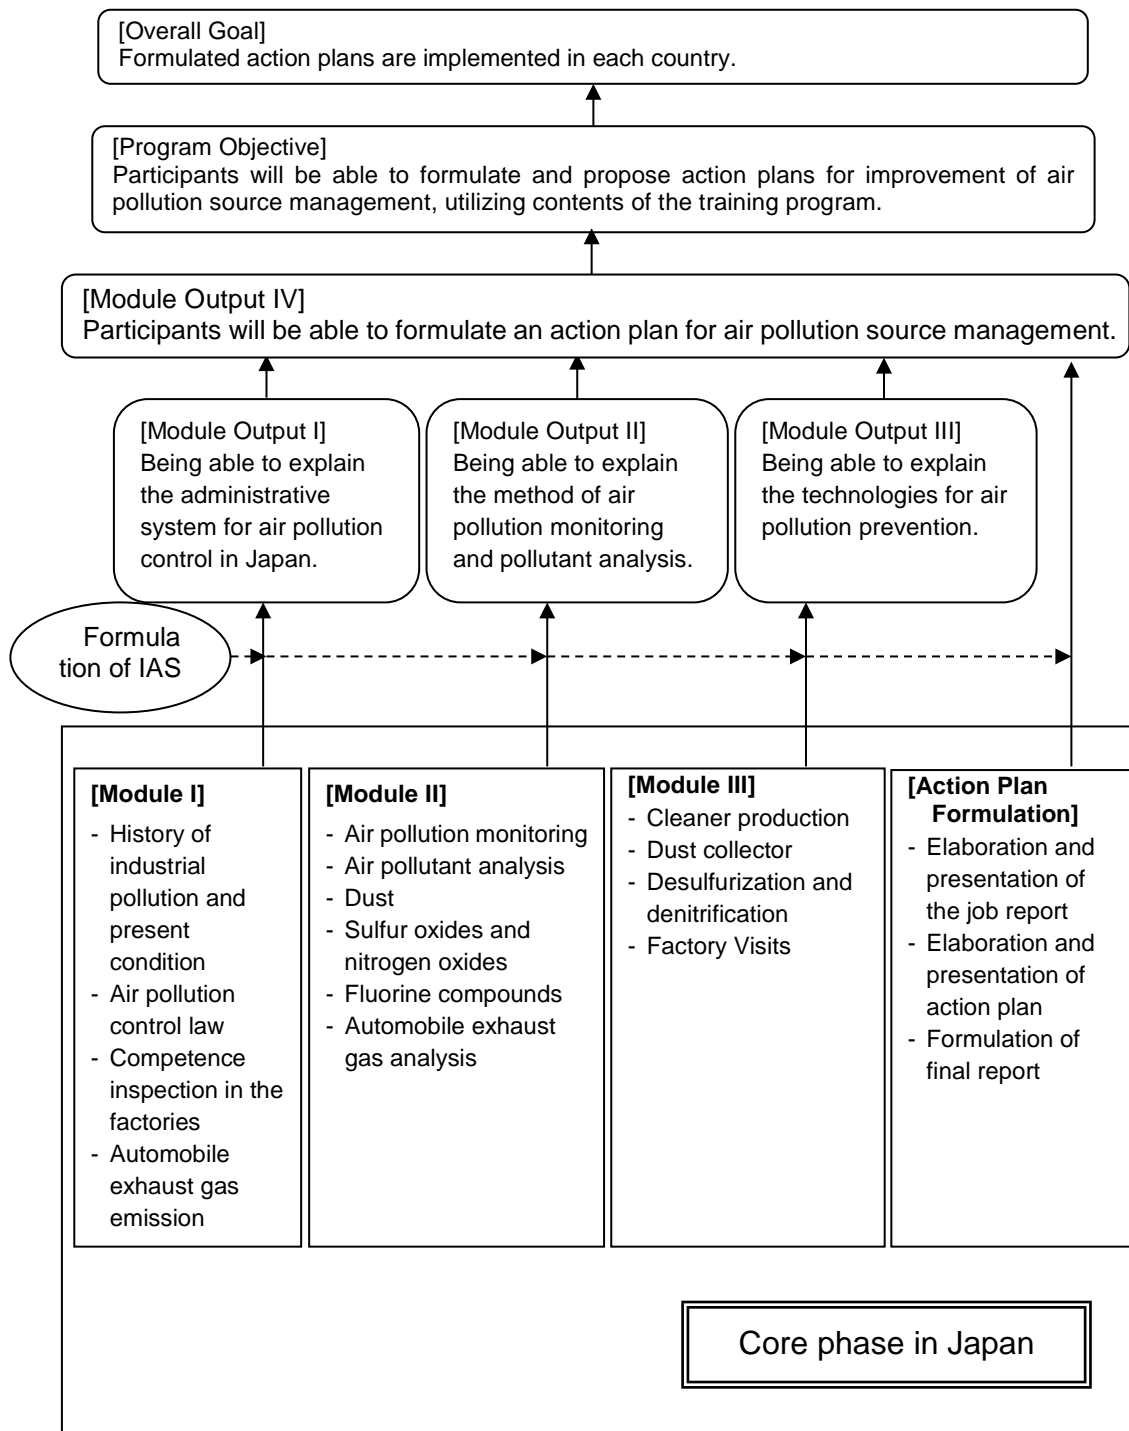 [Overall Goal]
Formulated action plans are implemented in each country.
[Program Objective]
Participants will be able to formulate and propose action plans for improvement of air
pollution source management, utilizing contents of the training program.
[Module Output IV]
Participants will be able to formulate an action plan for air pollution source management.
[Module Output I]
Being able to explain
the administrative
system for air pollution
control in Japan.
[Module Output II]
Being able to explain
the method of air
pollution monitoring
and pollutant analysis.
[Module Output III]
Being able to explain
the technologies for air
pollution prevention.
Formula
tion of IAS
[Module I]
- History of
industrial
pollution and
present
condition
- Air pollution
control law
- Competence
inspection in the
factories
- Automobile
exhaust gas
emission
[Module II]
- Air pollution monitoring
- Air pollutant analysis
- Dust
- Sulfur oxides and
nitrogen oxides
- Fluorine compounds
- Automobile exhaust
gas analysis
[Module III]
- Cleaner production
- Dust collector
- Desulfurization and
denitrification
- Factory Visits
[Action Plan
Formulation]
- Elaboration and
presentation of
the job report
- Elaboration and
presentation of
action plan
- Formulation of
final report
Core phase in Japan